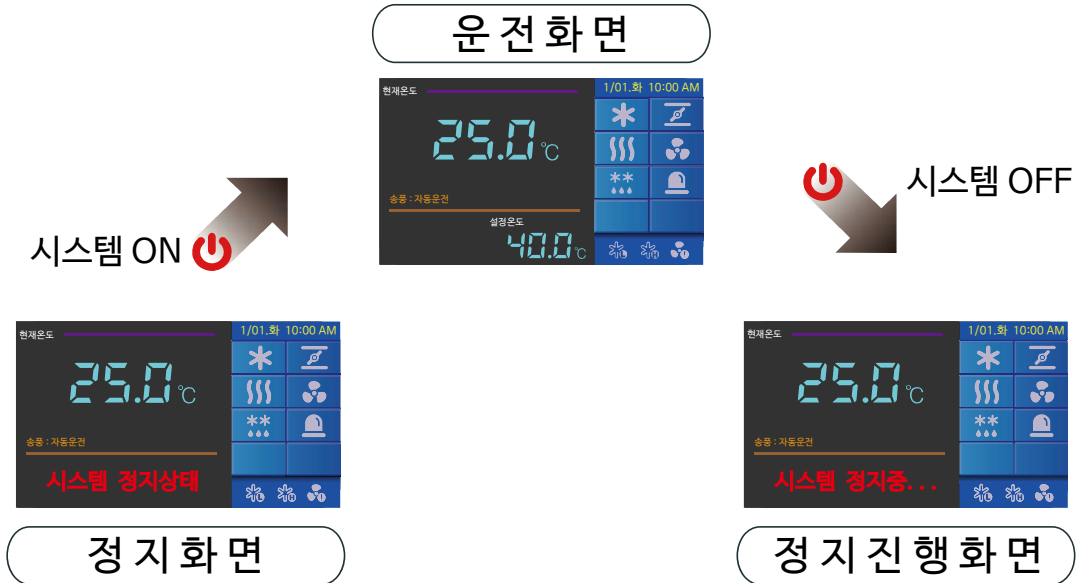 운전화면
현재온도
1/01.화 10:00 AM
25.0℃
송풍 : 자동운전
설정온도
40.0℃
시스템 ON
시스템 OFF
현재온도
1/01.화 10:00 AM
25.0℃
송풍 : 자동운전
시스템 정지상태
정지화면
현재온도
1/01.화 10:00 AM
25.0℃
송풍 : 자동운전
시스템 정지중...
정지진행화면